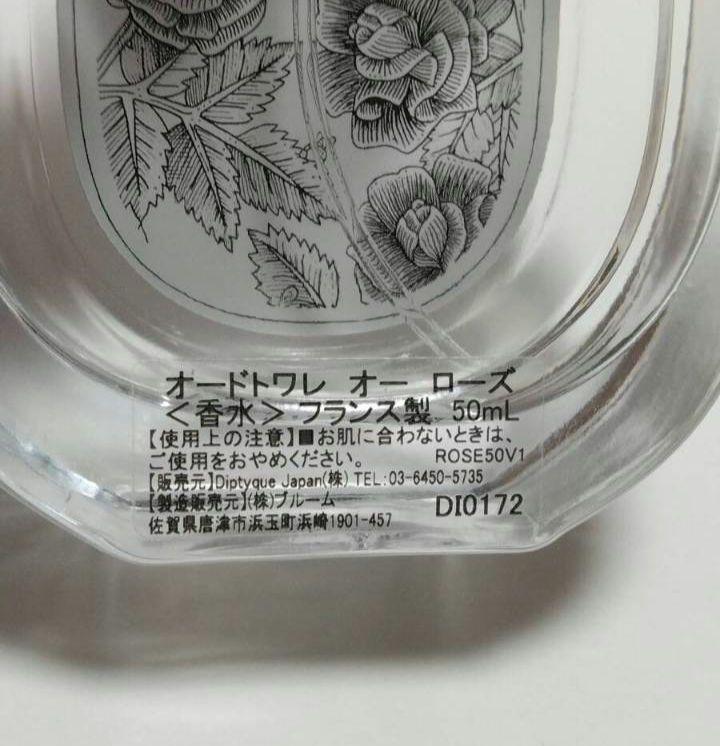 オードトワレ オー ローズ
＜香水＞ フランス製 50mL
【使用上の注意】■お肌に合わないときは、
ご使用をおやめください。 ROSE50V1
【販売元】Diptyque Japan(株) TEL:03-6450-5735
【製造販売元】(株)ブルーム DI0172
佐賀県唐津市浜玉町浜崎1901-457